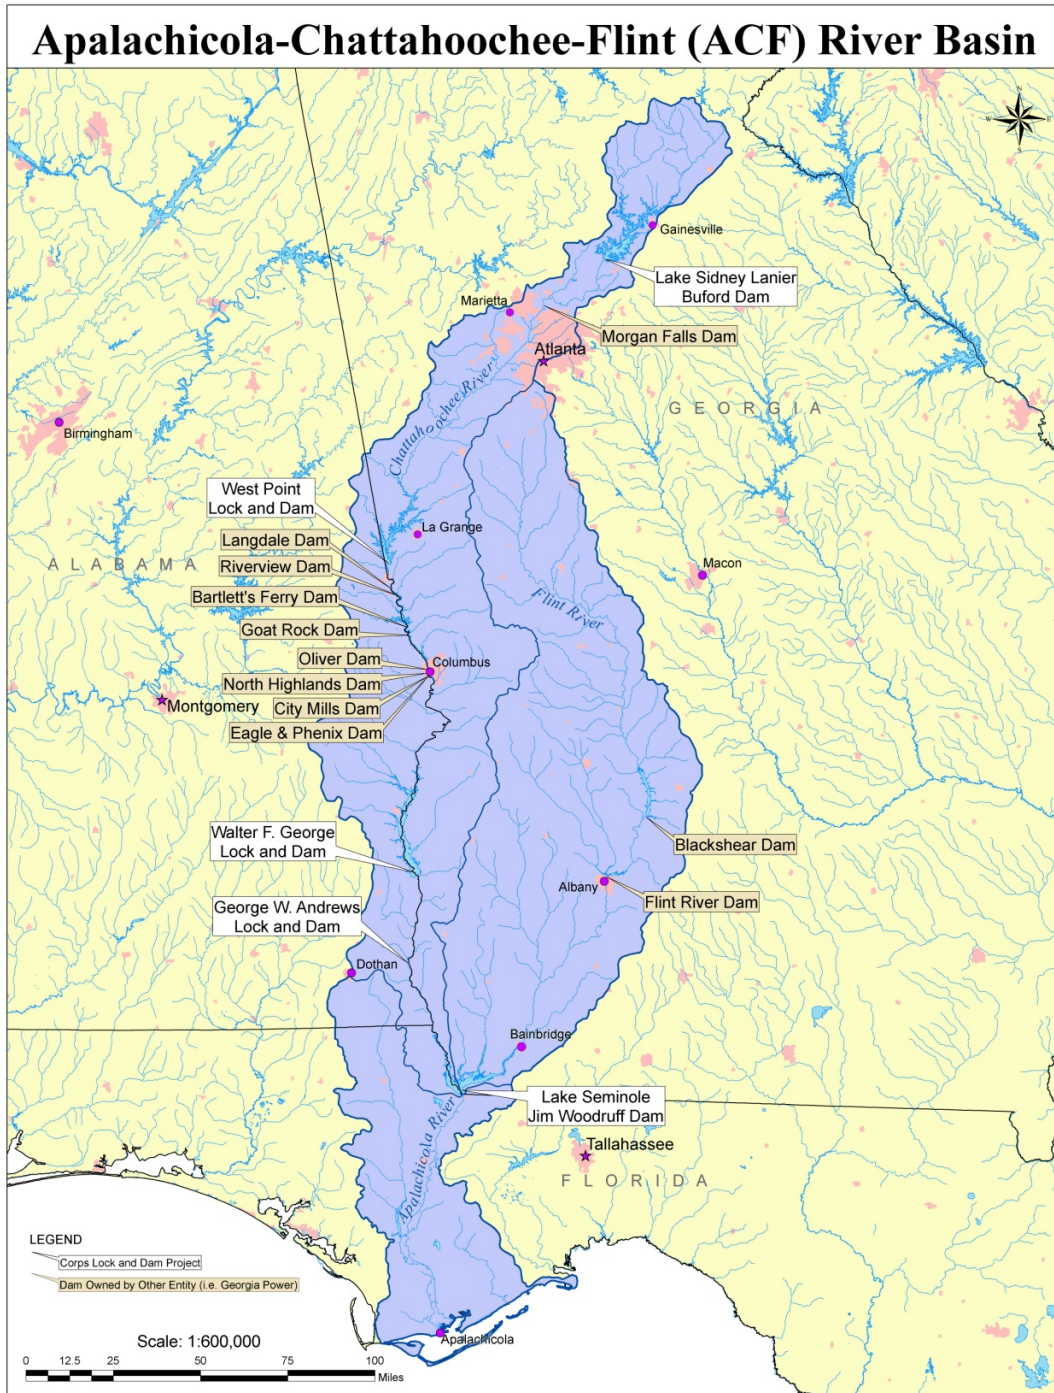 Apalachicola-Chattahoochee-Flint (ACF) River Basin
N
W
E
S
Gainesville
Lake Sidney Lanier
Buford Dam
Marietta
Morgan Falls Dam
Atlanta
Chattahoochee River
GEORGIA
Birmingham
West Point
Lock and Dam
La Grange
Langdale Dam
ALABAMA
Riverview Dam
Macon
Bartlett's Ferry Dam
Flint River
Goat Rock Dam
Oliver Dam
Columbus
North Highlands Dam
Montgomery
City Mills Dam
Eagle & Phenix Dam
Walter F. George
Lock and Dam
Blackshear Dam
Albany
Flint River Dam
George W. Andrews
Lock and Dam
Dothan
Bainbridge
Lake Seminole
Jim Woodruff Dam
Apalachicola River
Tallahassee
FLORIDA
LEGEND
Corps Lock and Dam Project
Dam Owned by Other Entity (i.e. Georgia Power)
Apalachicola
Scale: 1:600,000
0 12.5 25 50 75 100
Miles